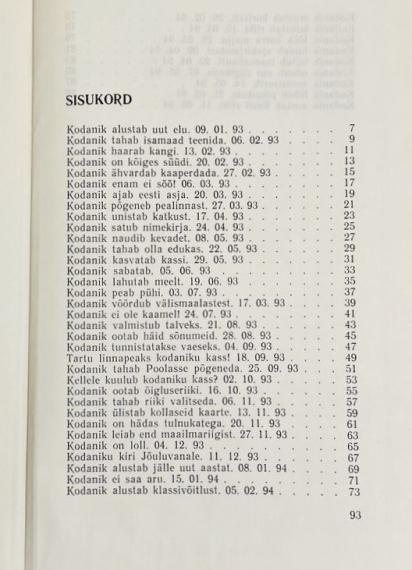 SISUKORD
Kodanik alustab uut elu. 09. 01. 93 . . . . . . . . 7
Kodanik tahab isamaad teenida. 06. 02. 93 . . . . . 9
Kodanik haarab kangi. 13. 02. 93 . . . . . . . . 11
Kodanik on kõiges süüdi. 20. 02. 93 . . . . . . . 13
Kodanik ähvardab kaaperdada. 27. 02. 93 . . . . . 15
Kodanik enam ei söö! 06. 03. 93 . . . . . . . . 17
Kodanik ajab eesti asja. 20. 03. 93 . . . . . . . 19
Kodanik põgeneb pealinnast. 27. 03. 93 . . . . . . 21
Kodanik unistab katkust. 17. 04. 93 . . . . . . . 23
Kodanik satub nimekirja. 24. 04. 93 . . . . . . . 25
Kodanik naudib kevadet. 08. 05. 93 . . . . . . . 27
Kodanik tahab olla edukas. 22. 05. 93 . . . . . . 29
Kodanik kasvatab kassi. 29. 05. 93 . . . . . . . 31
Kodanik sabatab. 05. 06. 93 . . . . . . . . 33
Kodanik lahutab meelt. 19. 06. 93 . . . . . . . 35
Kodanik peab pühi. 03. 07. 93 . . . . . . . . 37
Kodanik võõrdub välismaalastest. 17. 03. 93 . . . . 39
Kodanik ei ole kaamel! 24. 07. 93 . . . . . . . 41
Kodanik valmistub talveks. 21. 08. 93 . . . . . . 43
Kodanik ootab häid sõnumeid. 28. 08. 93 . . . . . 45
Kodanik tunnistatakse vaeseks. 04. 09. 93 . . . . . 47
Tartu linnapeaks kodaniku kass! 18. 09. 93 . . . . 49
Kodanik tahab Poolasse põgeneda. 25. 09. 93 . . . 51
Kellele kuulub kodaniku kass? 02. 10. 93 . . . . . 53
Kodanik ootab õigluseriiki. 16. 10. 93 . . . . . . 55
Kodanik tahab riiki valitseda. 06. 11. 93 . . . . . 57
Kodanik ülistab kollaseid kaarte. 13. 11. 93 . . . . 59
Kodanik on hädas tulnukatega. 20. 11. 93 . . . . . 61
Kodanik leiab end maailmariigist. 27. 11. 93 . . . . 63
Kodanik on loll. 04. 12. 93 . . . . . . . . 65
Kodaniku kiri Jõuluvanale. 11. 12. 93 . . . . . . 67
Kodanik alustab jälle uut aastat. 08. 01. 94 . . . . 69
Kodanik ei saa aru. 15. 01. 94 . . . . . . . . 71
Kodanik alustab klassivõitlust. 05. 02. 94 . . . . . 73
93